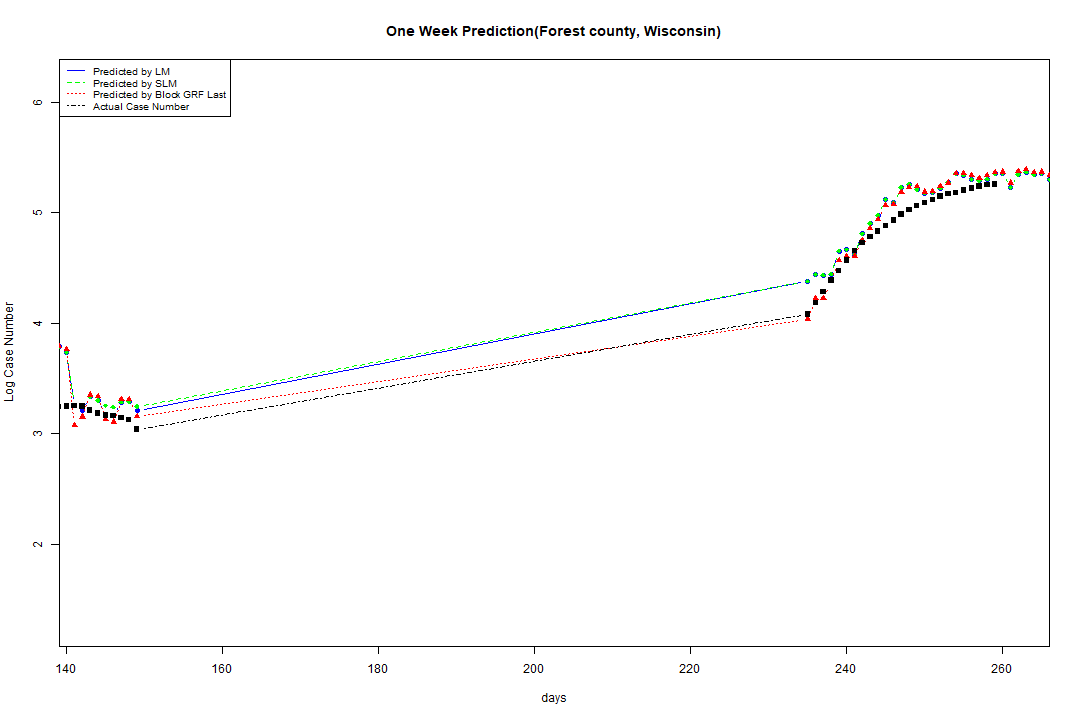 One Week Prediction(Forest county, Wisconsin)
Predicted by LM
Predicted by SLM
Predicted by Block GRF Last
Actual Case Number
6
5
4
3
2
Log Case Number
140 160 180 200 220 240 260
days